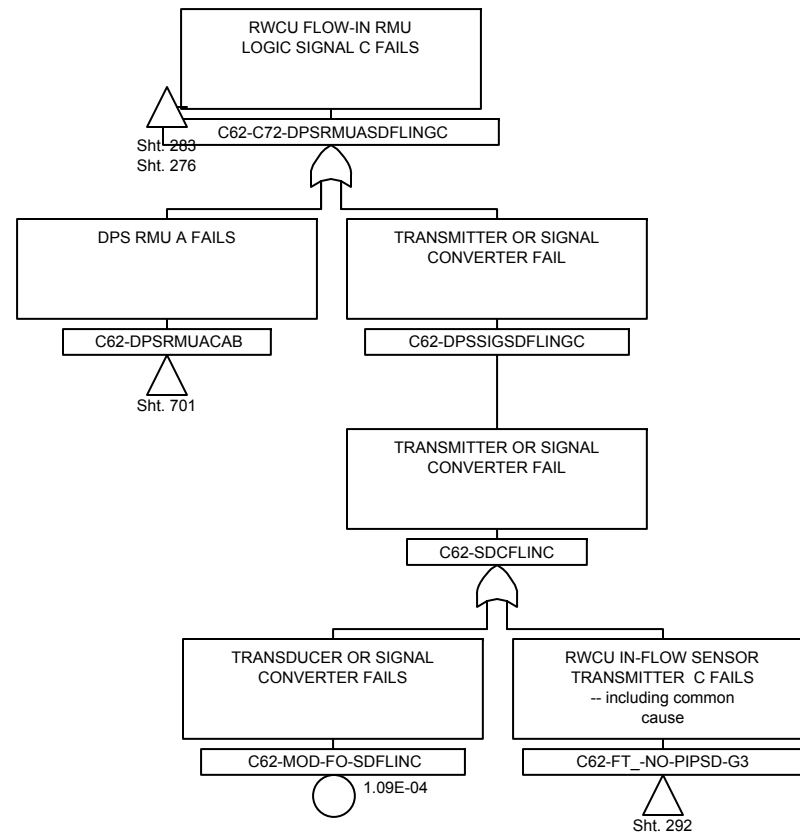 RWCU FLOW-IN RMU
LOGIC SIGNAL C FAILS
C62-C72-DPSRMUASDFLINGC
Sht. 283
Sht. 276
DPS RMU A FAILS
TRANSMITTER OR SIGNAL
CONVERTER FAIL
C62-DPSRMUACAB
C62-DPSSIGSDFLINGC
Sht. 701
TRANSMITTER OR SIGNAL
CONVERTER FAIL
C62-SDCFLINC
TRANSDUCER OR SIGNAL
CONVERTER FAILS
RWCU IN-FLOW SENSOR
TRANSMITTER C FAILS
-- including common
cause
C62-MOD-FO-SDFLINC
C62-FT_-NO-PIPSD-G3
1.09E-04
Sht. 292